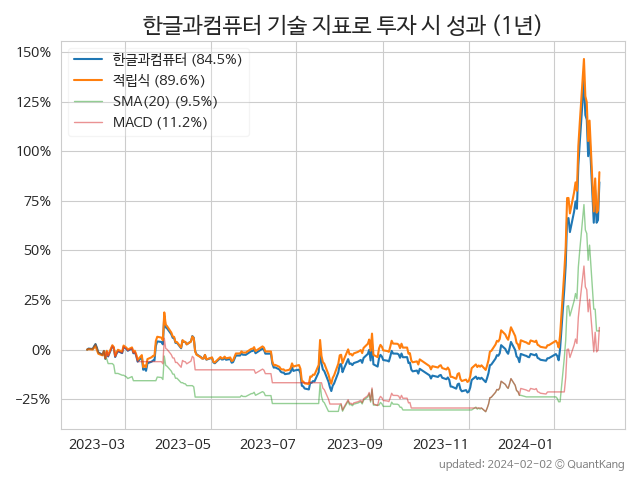 한글과컴퓨터 기술 지표로 투자 시 성과 (1년)
150%
125%
100%
75%
50%
25%
0%
−25%
한글과컴퓨터 (84.5%)
적립식 (89.6%)
SMA(20) (9.5%)
MACD (11.2%)
2023−03
2023−05
2023−07
2023−09
2023−11
2024−01
updated: 2024-02-02 © QuantKang